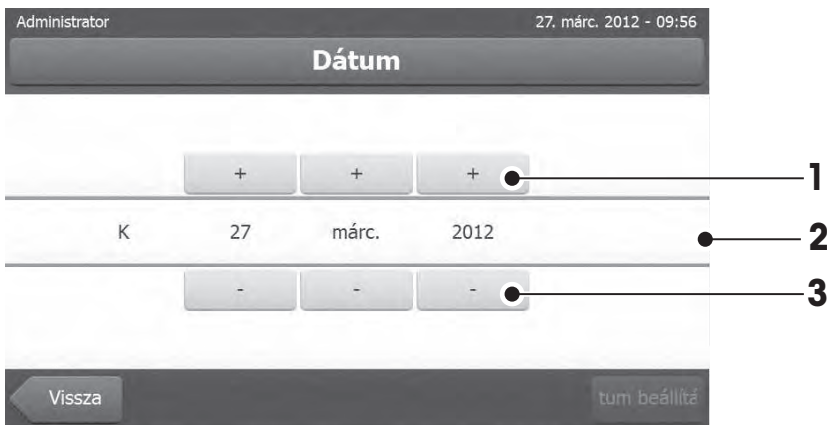 Administrator 27. márc. 2012 - 09:56
Dátum
+ + + 1
K 27 márc. 2012 2
- - - 3
Vissza tum beállítá